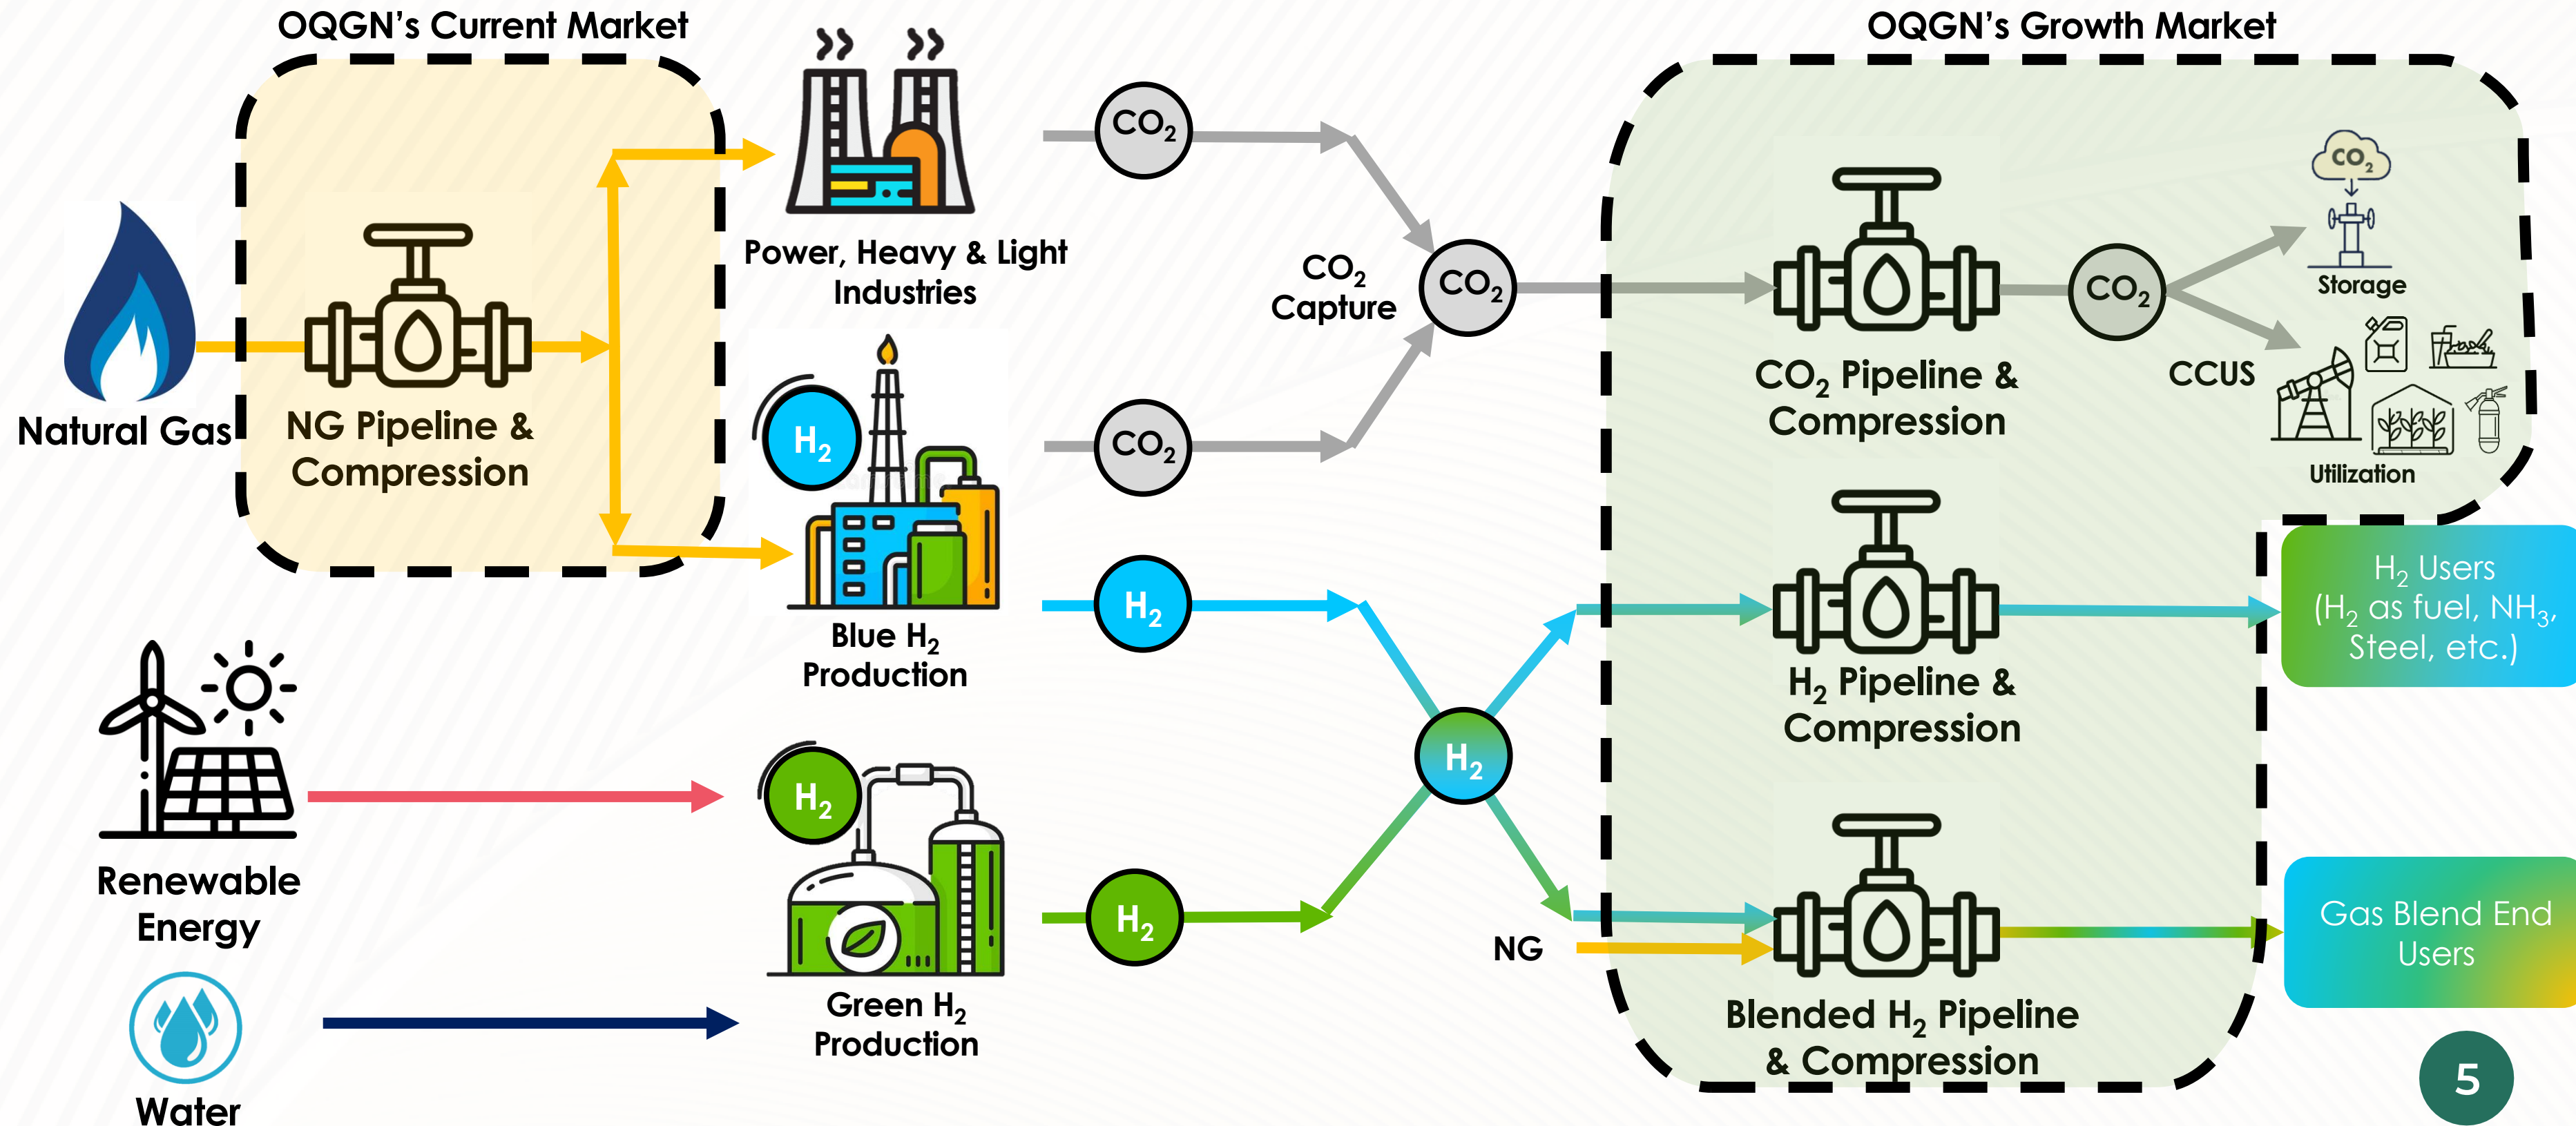 OQGN's Current Market
OQGN's Growth Market
Natural Gas
NG Pipeline &
Compression
Power, Heavy & Light
Industries
H₂
Blue H₂
Production
Renewable
Energy
Water
H₂
Green H₂
Production
CO₂
CO₂
H₂
H₂
CO₂
Capture
CO₂
H₂
NG
CO₂ Pipeline &
Compression
CO₂
CCUS
CO₂
Storage
Utilization
H₂ Pipeline &
Compression
H₂ Users
(H₂ as fuel, NH₃,
Steel, etc.)
Blended H₂ Pipeline
& Compression
Gas Blend End
Users
5